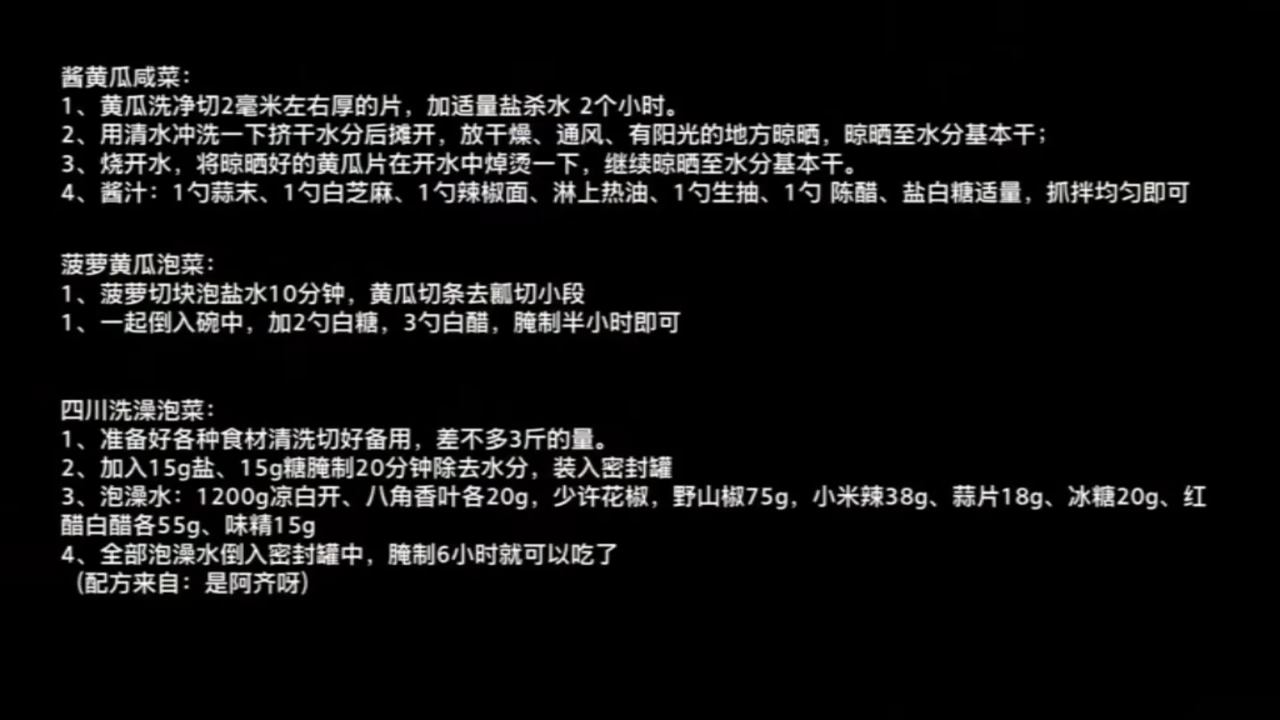 酱黄瓜咸菜：
1、黄瓜洗净切2毫米左右厚的片，加适量盐杀水 2个小时。
2、用清水冲洗一下挤干水分后摊开，放干燥、通风、有阳光的地方晾晒，晾晒至水分基本干；
3、烧开水，将晾晒好的黄瓜片在开水中焯烫一下，继续晾晒至水分基本干。
4、酱汁：1勺蒜末、1勺白芝麻、1勺辣椒面、淋上热油、1勺生抽、1勺 陈醋、盐白糖适量，抓拌均匀即可
菠萝黄瓜泡菜：
1、菠萝切块泡盐水10分钟，黄瓜切条去瓤切小段
1、一起倒入碗中，加2勺白糖，3勺白醋，腌制半小时即可
四川洗澡泡菜：
1、准备好各种食材清洗切好备用，差不多3斤的量。
2、加入15g盐、15g糖腌制20分钟除去水分，装入密封罐
3、泡澡水：1200g凉白开、八角香叶各20g，少许花椒，野山椒75g，小米辣38g、蒜片18g、冰糖20g、红
醋白醋各55g、味精15g
4、全部泡澡水倒入密封罐中，腌制6小时就可以吃了
（配方来自：是阿齐呀）